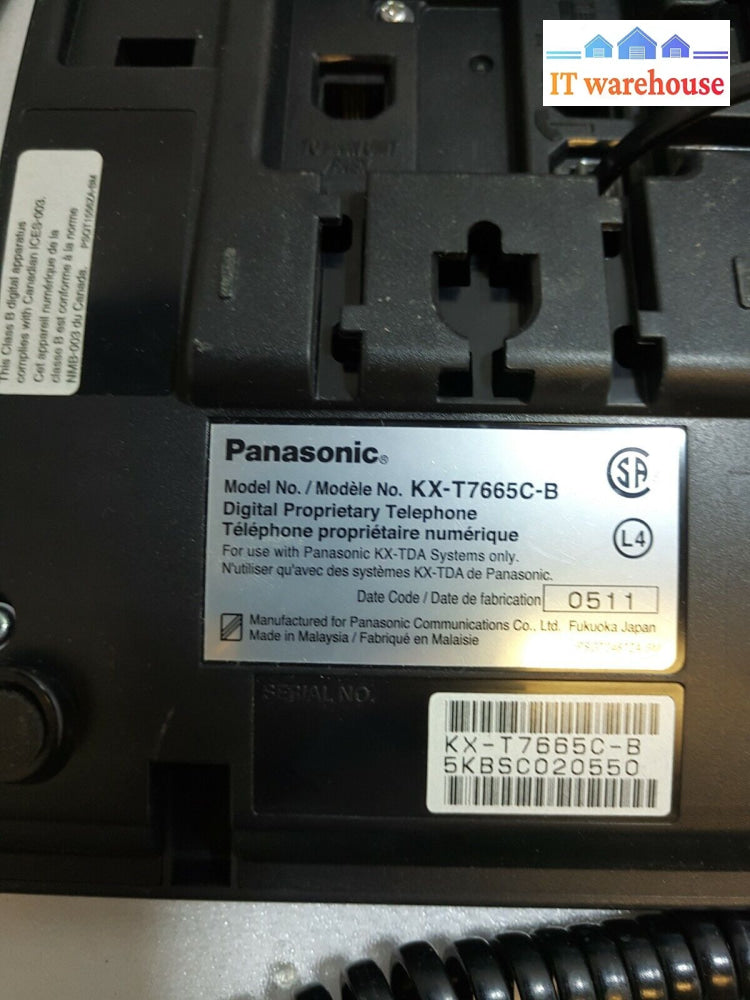 IT warehouse
This Class B digital apparatus
complies with Canadian ICES-003.
Cet appareil numérique de la
classe B est conforme à la norme
NMB-003 du Canada.
Panasonic®
Model No. / Modèle No. KX-T7665C-B
Digital Proprietary Telephone
Téléphone propriétaire numérique
For use with Panasonic KX-TDA Systems only.
N'utiliser qu'avec des systèmes KX-TDA de Panasonic.
Date Code / Date de fabrication 0511
Manufactured for Panasonic Communications Co., Ltd. Fukuoka Japan
Made in Malaysia / Fabriqué en Malaisie
SA
L4
SERIAL NO.
KX-T7665C-B
5KBSC020550